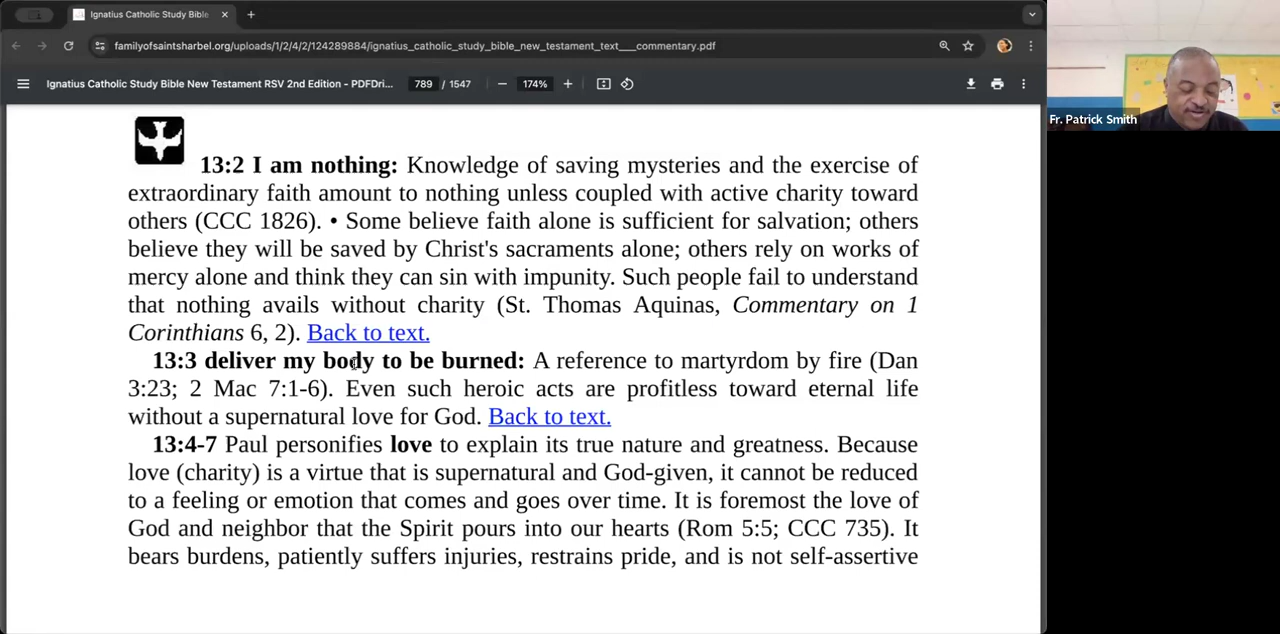 Ignatius Catholic Study Bible
familyofsaintsharbel.org/uploads/1/2/4/2/124289884/ignatius_catholic_study_bible_new_testament_text___commentary.pdf
Ignatius Catholic Study Bible New Testament RSV 2nd Edition - PDFDri... 789 / 1547 174%
Fr. Patrick Smith
13:2 I am nothing: Knowledge of saving mysteries and the exercise of
extraordinary faith amount to nothing unless coupled with active charity toward
others (CCC 1826). • Some believe faith alone is sufficient for salvation; others
believe they will be saved by Christ's sacraments alone; others rely on works of
mercy alone and think they can sin with impunity. Such people fail to understand
that nothing avails without charity (St. Thomas Aquinas, Commentary on 1
Corinthians 6, 2). Back to text.
13:3 deliver my body to be burned: A reference to martyrdom by fire (Dan
3:23; 2 Mac 7:1-6). Even such heroic acts are profitless toward eternal life
without a supernatural love for God. Back to text.
13:4-7 Paul personifies love to explain its true nature and greatness. Because
love (charity) is a virtue that is supernatural and God-given, it cannot be reduced
to a feeling or emotion that comes and goes over time. It is foremost the love of
God and neighbor that the Spirit pours into our hearts (Rom 5:5; CCC 735). It
bears burdens, patiently suffers injuries, restrains pride, and is not self-assertive